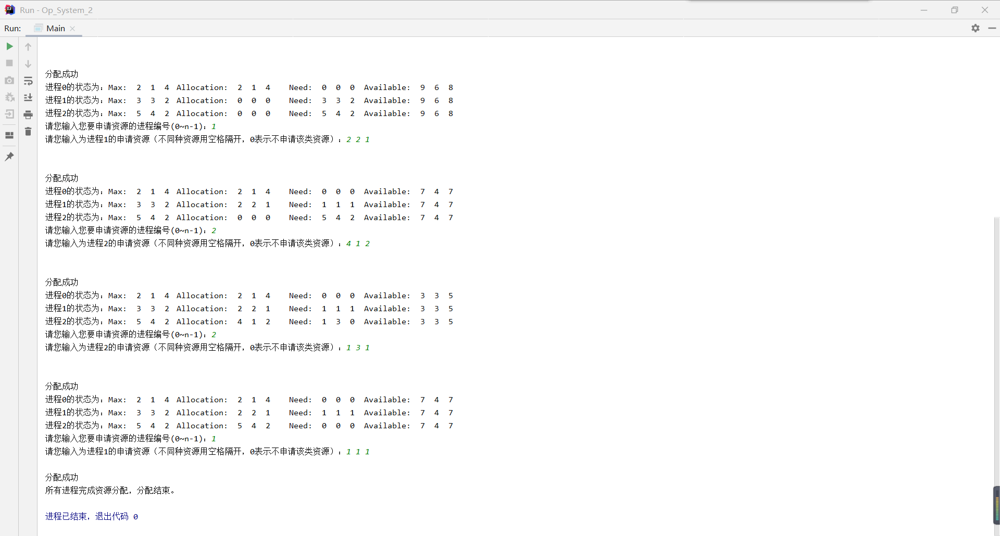 Run - Op_System_2
Run: Main
分配成功
进程0的状态为：Max: 2 1 4 Allocation: 2 1 4 Need: 0 0 0 Available: 9 6 8
进程1的状态为：Max: 3 3 2 Allocation: 0 0 0 Need: 3 3 2 Available: 9 6 8
进程2的状态为：Max: 5 4 2 Allocation: 0 0 0 Need: 5 4 2 Available: 9 6 8
请您输入您要申请资源的进程编号(0~n-1)：1
请您输入为进程1的申请资源（不同种资源用空格隔开，0表示不申请该类资源）：2 2 1
分配成功
进程0的状态为：Max: 2 1 4 Allocation: 2 1 4 Need: 0 0 0 Available: 7 4 7
进程1的状态为：Max: 3 3 2 Allocation: 2 2 1 Need: 1 1 1 Available: 7 4 7
进程2的状态为：Max: 5 4 2 Allocation: 0 0 0 Need: 5 4 2 Available: 7 4 7
请您输入您要申请资源的进程编号(0~n-1)：2
请您输入为进程2的申请资源（不同种资源用空格隔开，0表示不申请该类资源）：4 1 2
分配成功
进程0的状态为：Max: 2 1 4 Allocation: 2 1 4 Need: 0 0 0 Available: 3 3 5
进程1的状态为：Max: 3 3 2 Allocation: 2 2 1 Need: 1 1 1 Available: 3 3 5
进程2的状态为：Max: 5 4 2 Allocation: 4 1 2 Need: 1 3 0 Available: 3 3 5
请您输入您要申请资源的进程编号(0~n-1)：2
请您输入为进程2的申请资源（不同种资源用空格隔开，0表示不申请该类资源）：1 3 1
分配成功
进程0的状态为：Max: 2 1 4 Allocation: 2 1 4 Need: 0 0 0 Available: 7 4 7
进程1的状态为：Max: 3 3 2 Allocation: 2 2 1 Need: 1 1 1 Available: 7 4 7
进程2的状态为：Max: 5 4 2 Allocation: 5 4 2 Need: 0 0 0 Available: 7 4 7
请您输入您要申请资源的进程编号(0~n-1)：1
请您输入为进程1的申请资源（不同种资源用空格隔开，0表示不申请该类资源）：1 1 1
分配成功
所有进程完成资源分配，分配结束。
进程已结束，退出代码 0